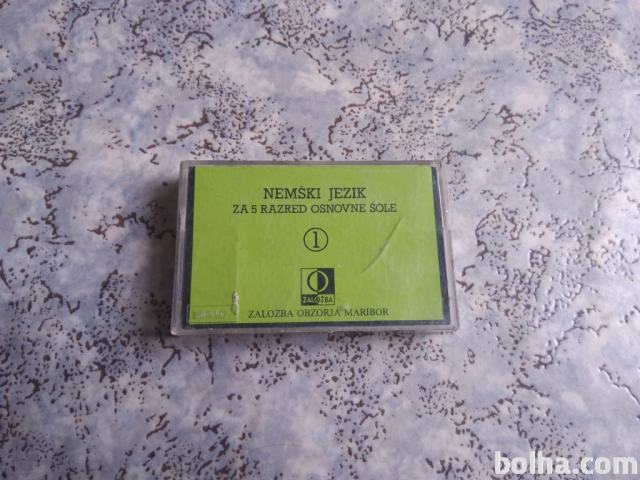 NEMŠKI JEZIK
ZA 5 RAZRED OSNOVNE ŠOLE
1
ZALOŽBA
ZALOŽBA OBZORJA MARIBOR
bolha.com